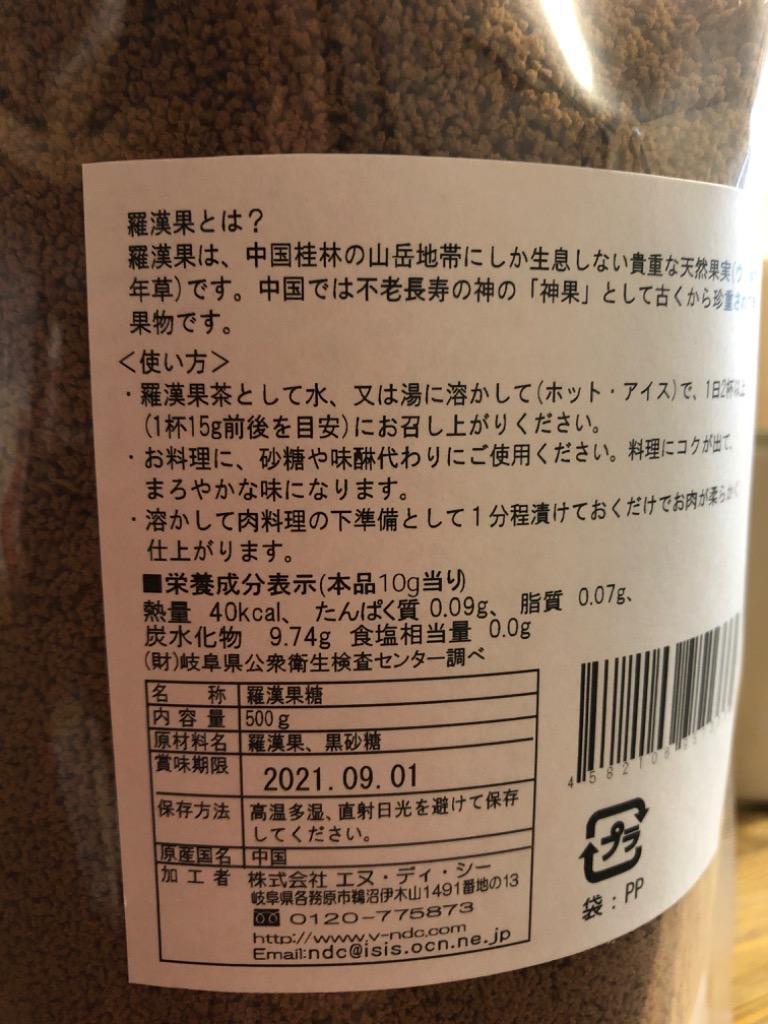 羅漢果とは?
羅漢果は、中国桂林の山岳地帯にしか生息しない貴重な天然果実(ウ
年草)です。中国では不老長寿の神の「神果」として古くから珍重
果物です。
<使い方>
・羅漢果茶として水、又は湯に溶かして(ホット・アイス)で、1日2杯以上
(1杯15g前後を目安)にお召し上がりください。
・お料理に、砂糖や味醂代わりにご使用ください。料理にコクが出て、
まろやかな味になります。
・溶かして肉料理の下準備として1分程漬けておくだけでお肉が柔らかく
仕上がります。
■栄養成分表示(本品10g当り)
熱量 40kcal、 たんぱく質 0.09g、 脂質 0.07g、
炭水化物 9.74g 食塩相当量 0.0g
(財)岐阜県公衆衛生検査センター調べ
名 称 羅漢果糖
内容量 500g
原材料名 羅漢果、黒砂糖
賞味期限 2021.09.01
保存方法 高温多湿、直射日光を避けて保存
してください。
原産国名 中国
加工者 株式会社 エヌ・ディ・シー
岐阜県各務原市鵜沼伊木山1491番地の13
0120-775873
http://www.v-ndc.com
Email:ndc@isis.ocn.ne.jp
プラ
袋:PP